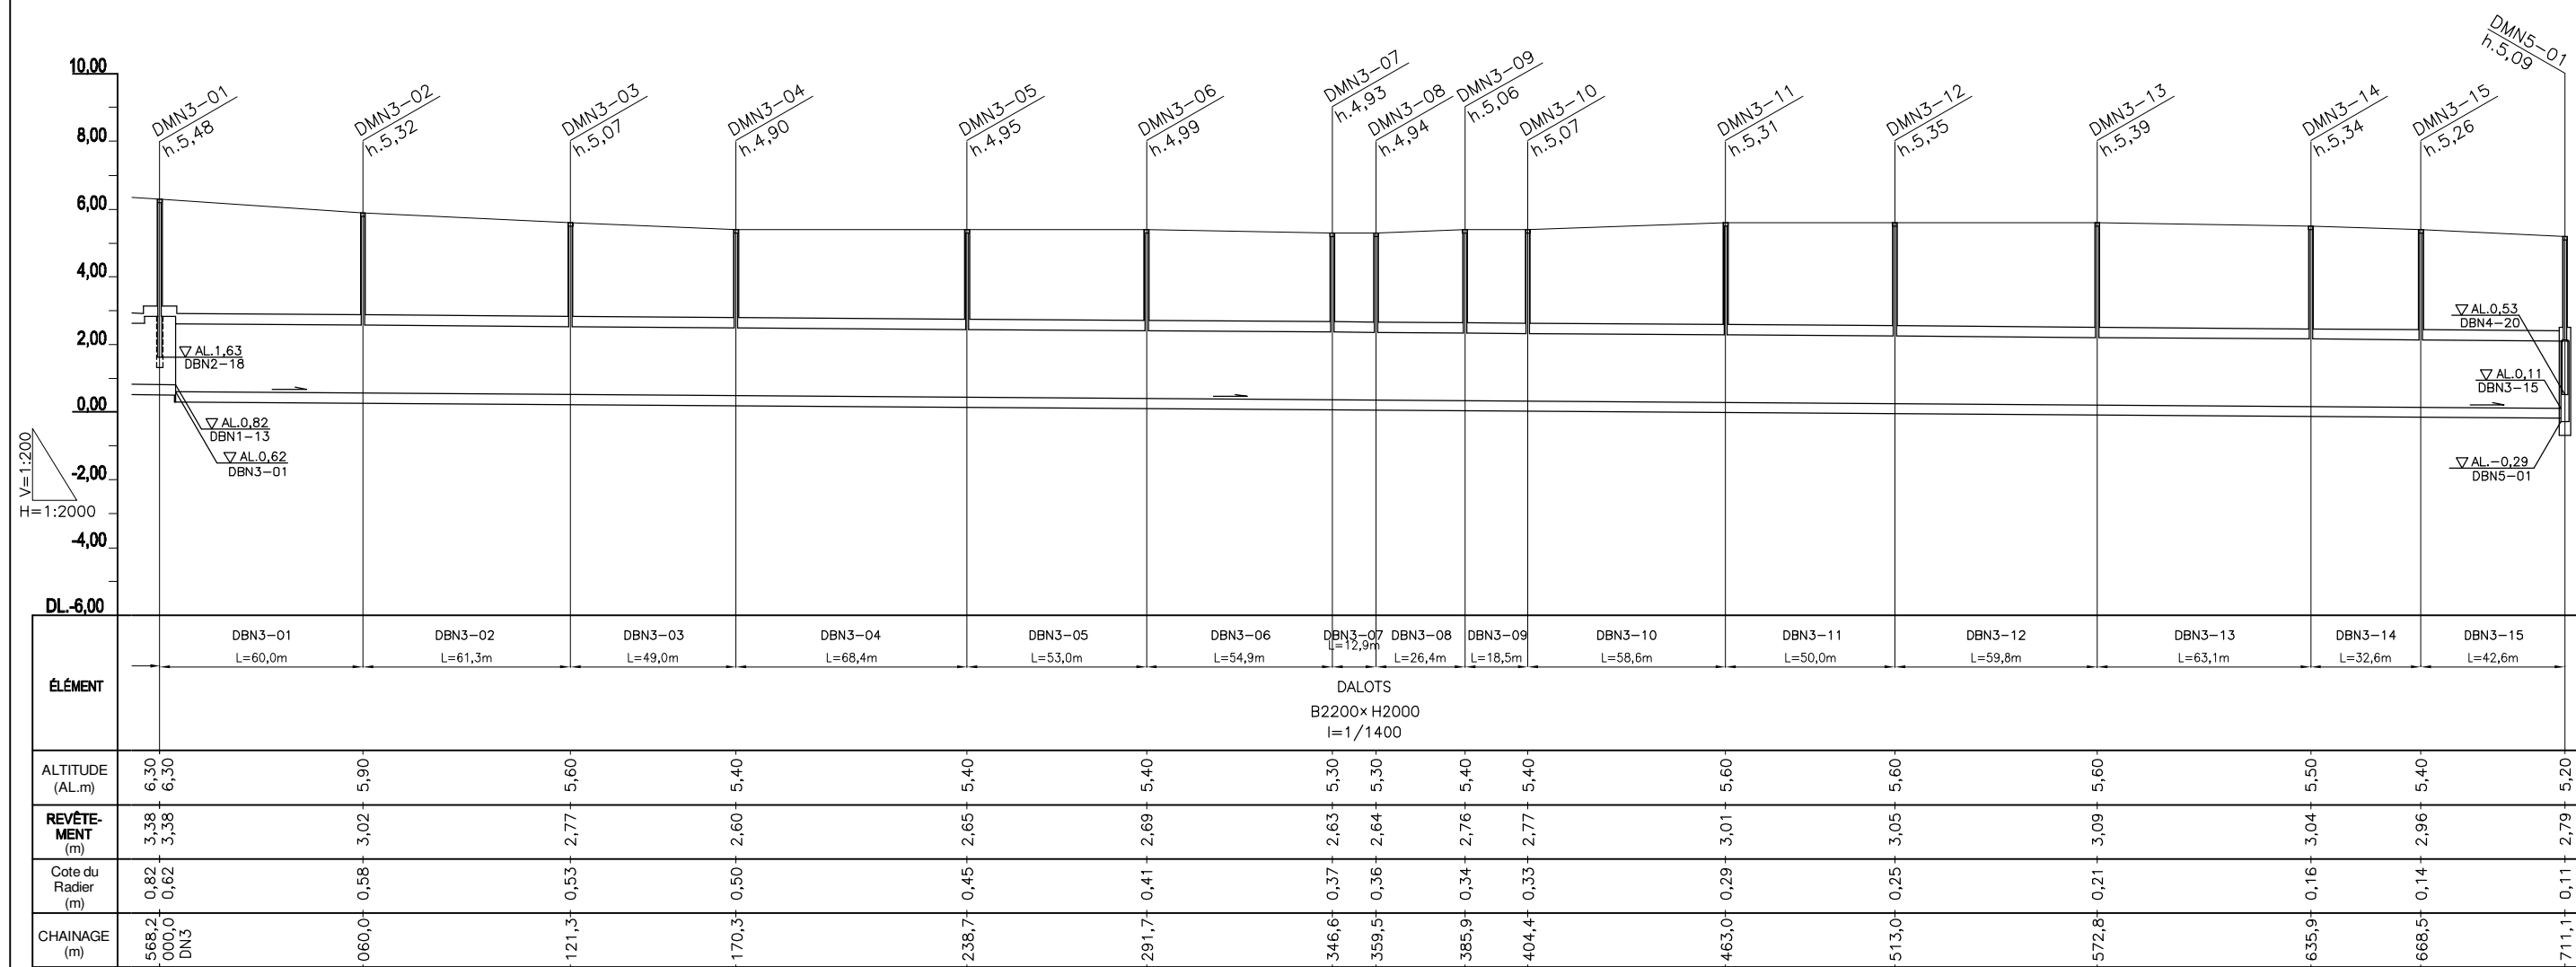 DMN3-01
h.5,48
DMN3-02
h.5,32
DMN3-03
h.5,07
DMN3-04
h.4,90
DMN3-05
h.4,95
DMN3-06
h.4,99
DMN3-07
h.4,93
DMN3-08
h.4,94
DMN3-09
h.5,06
DMN3-10
h.5,07
DMN3-11
h.5,31
DMN3-12
h.5,35
DMN3-13
h.5,39
DMN3-14
h.5,34
DMN3-15
h.5,26
DMN5-01
h.5,09
10,00
8,00
6,00
4,00
2,00
0,00
-2,00
-4,00
DL.-6,00
V=1:200
H=1:2000
AL.1,63
DBN2-18
AL.0,82
DBN1-13
AL.0,62
DBN3-01
AL.0,53
DBN4-20
AL.0,11
DBN3-15
AL.-0,29
DBN5-01
ÉLÉMENT
DBN3-01
L=60,0m
DBN3-02
L=61,3m
DBN3-03
L=49,0m
DBN3-04
L=68,4m
DBN3-05
L=53,0m
DBN3-06
L=54,9m
DBN3-07
L=12,9m
DBN3-08
L=26,4m
DBN3-09
L=18,5m
DBN3-10
L=58,6m
DBN3-11
L=50,0m
DBN3-12
L=59,8m
DBN3-13
L=63,1m
DBN3-14
L=32,6m
DBN3-15
L=42,6m
DALOTS
B2200×H2000
I=1/1400
ALTITUDE
(AL.m)
6,30
6,30
5,90
5,60
5,40
5,40
5,40
5,30
5,30
5,40
5,40
5,60
5,60
5,60
5,50
5,40
5,20
REVÊTE-
MENT
(m)
3,38
3,38
3,02
2,77
2,60
2,65
2,69
2,63
2,64
2,76
2,77
3,01
3,05
3,09
3,04
2,96
2,79
Cote du
Radier
(m)
0,82
0,62
0,58
0,53
0,50
0,45
0,41
0,37
0,36
0,34
0,33
0,29
0,25
0,21
0,16
0,14
0,11
CHAINAGE
(m)
568,2
000,0
DN3
060,0
121,3
170,3
238,7
291,7
346,6
359,5
385,9
404,4
463,0
513,0
572,8
635,9
668,5
711,1